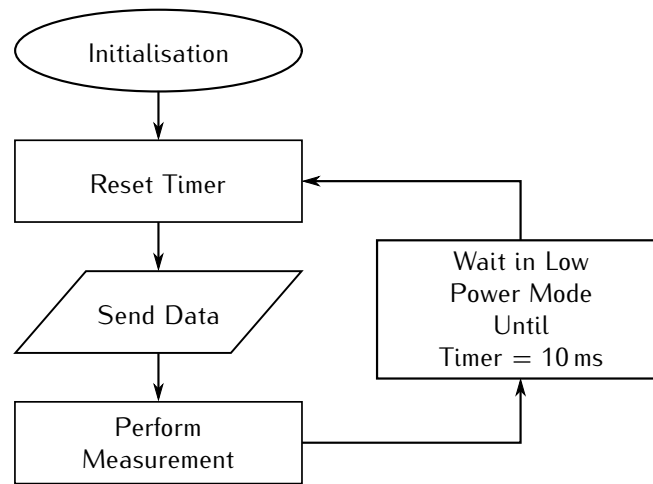 Initialisation
Reset Timer
Send Data
Perform
Measurement
Wait in Low
Power Mode
Until
Timer = 10 ms